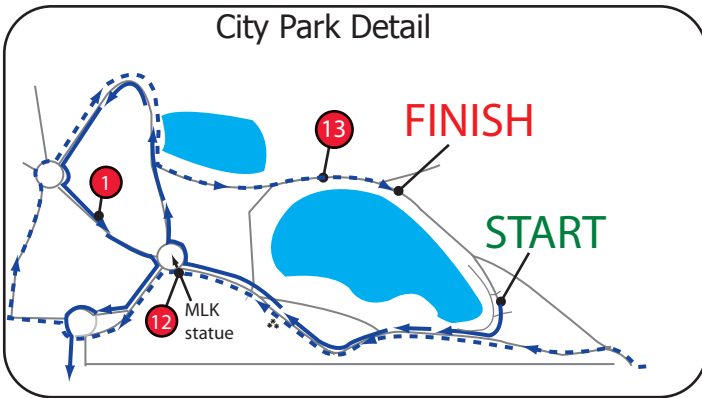 City Park Detail
13
FINISH
1
START
12
MLK
statue